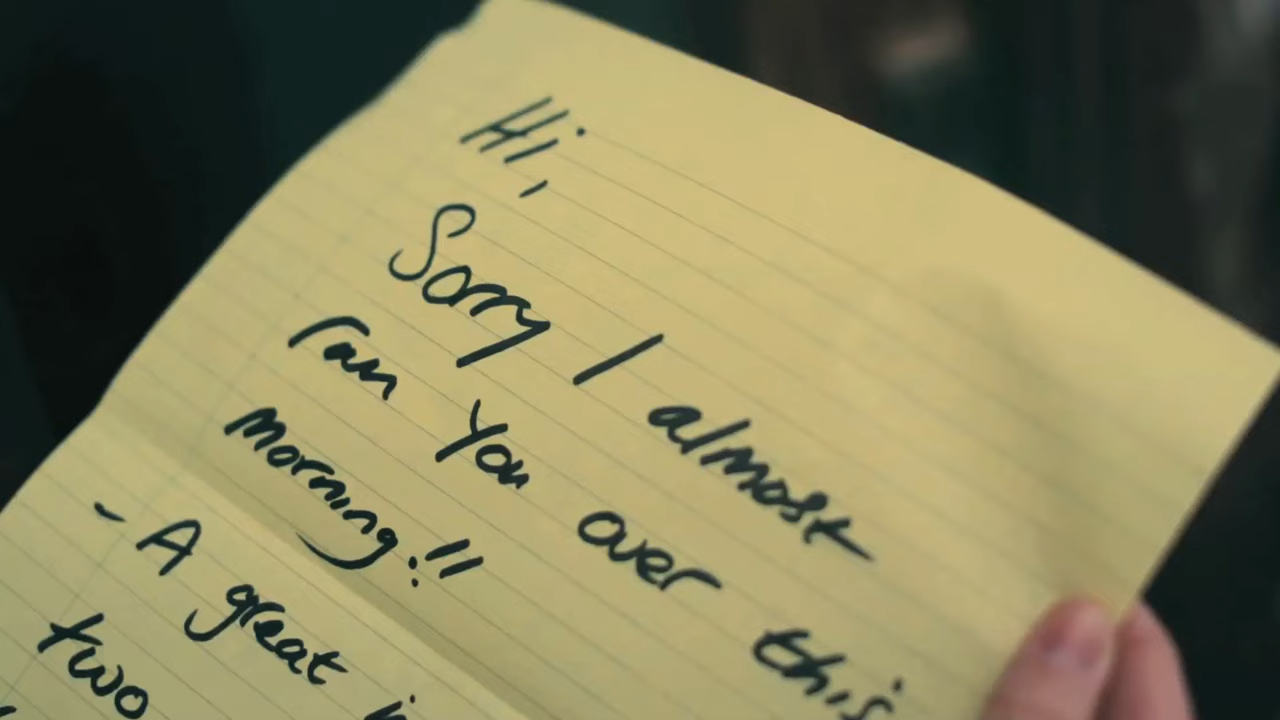 Hi,
Sorry I almost
ran you over this
morning!!
- A great
two